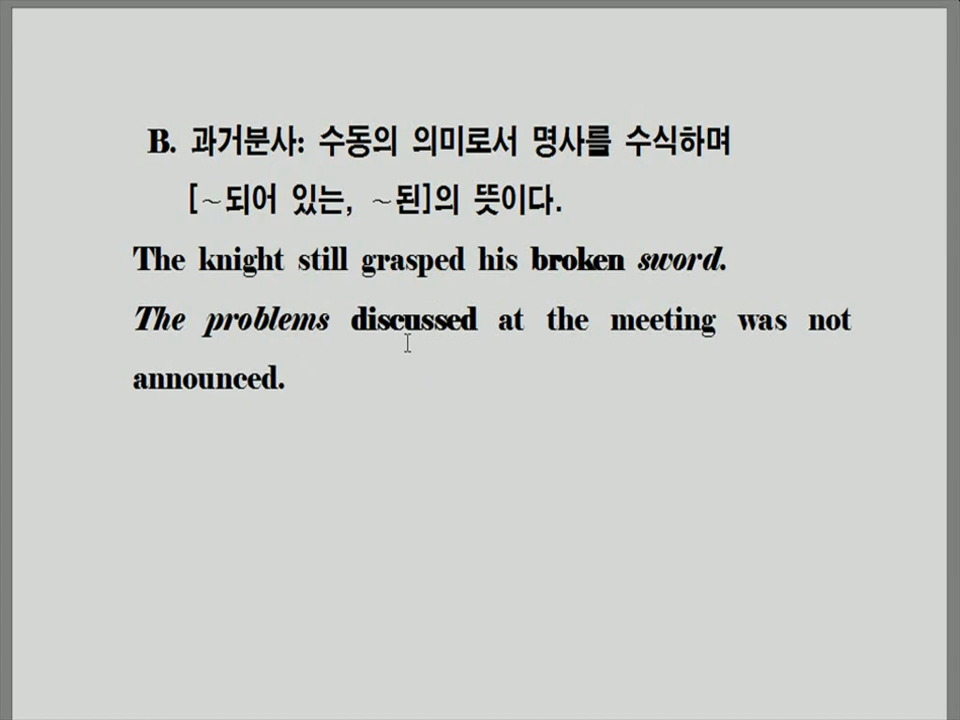 B. 과거분사: 수동의 의미로서 명사를 수식하며
[~되어 있는, ~된]의 뜻이다.
The knight still grasped his broken sword.
The problems discussed at the meeting was not
announced.